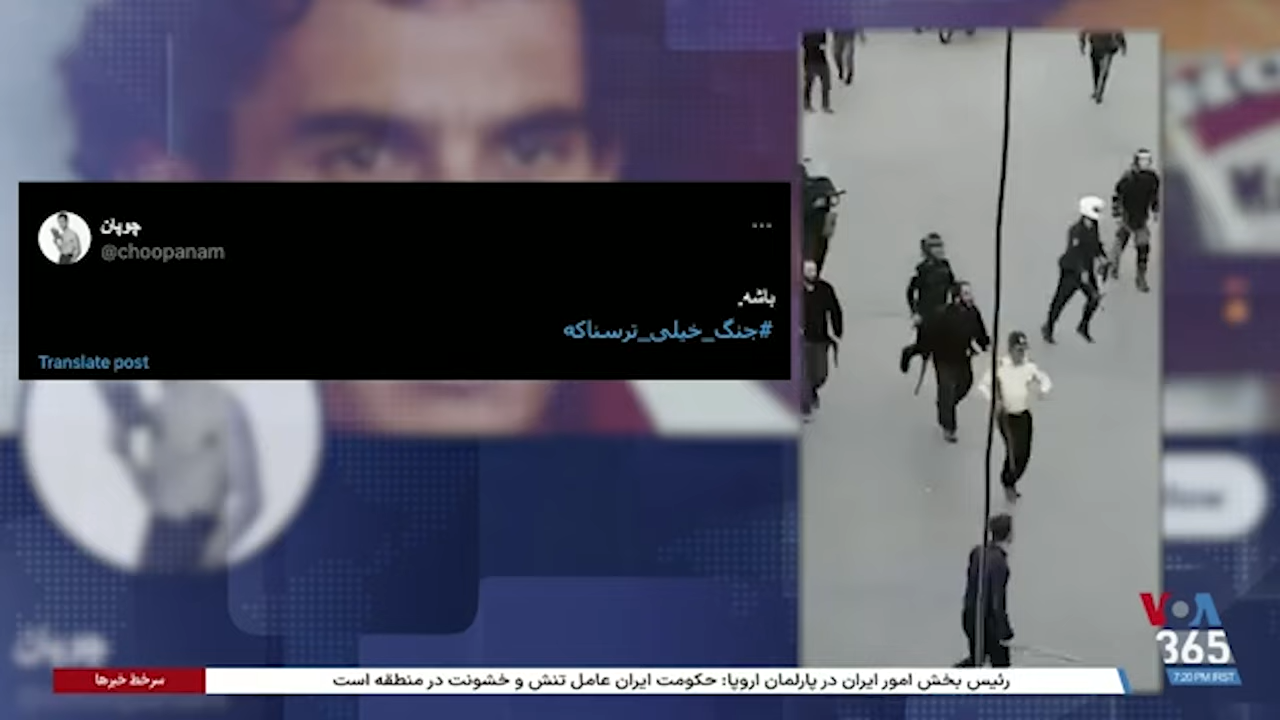 چوپان
@choopanam
...
باشه.
#جنگ_خیلی_ترسناکه
Translate post
چوپان
VOA
365
7:20 PM IRST
سرخط خبرها
رئیس بخش امور ایران در پارلمان اروپا: حکومت ایران عامل تنش و خشونت در منطقه است